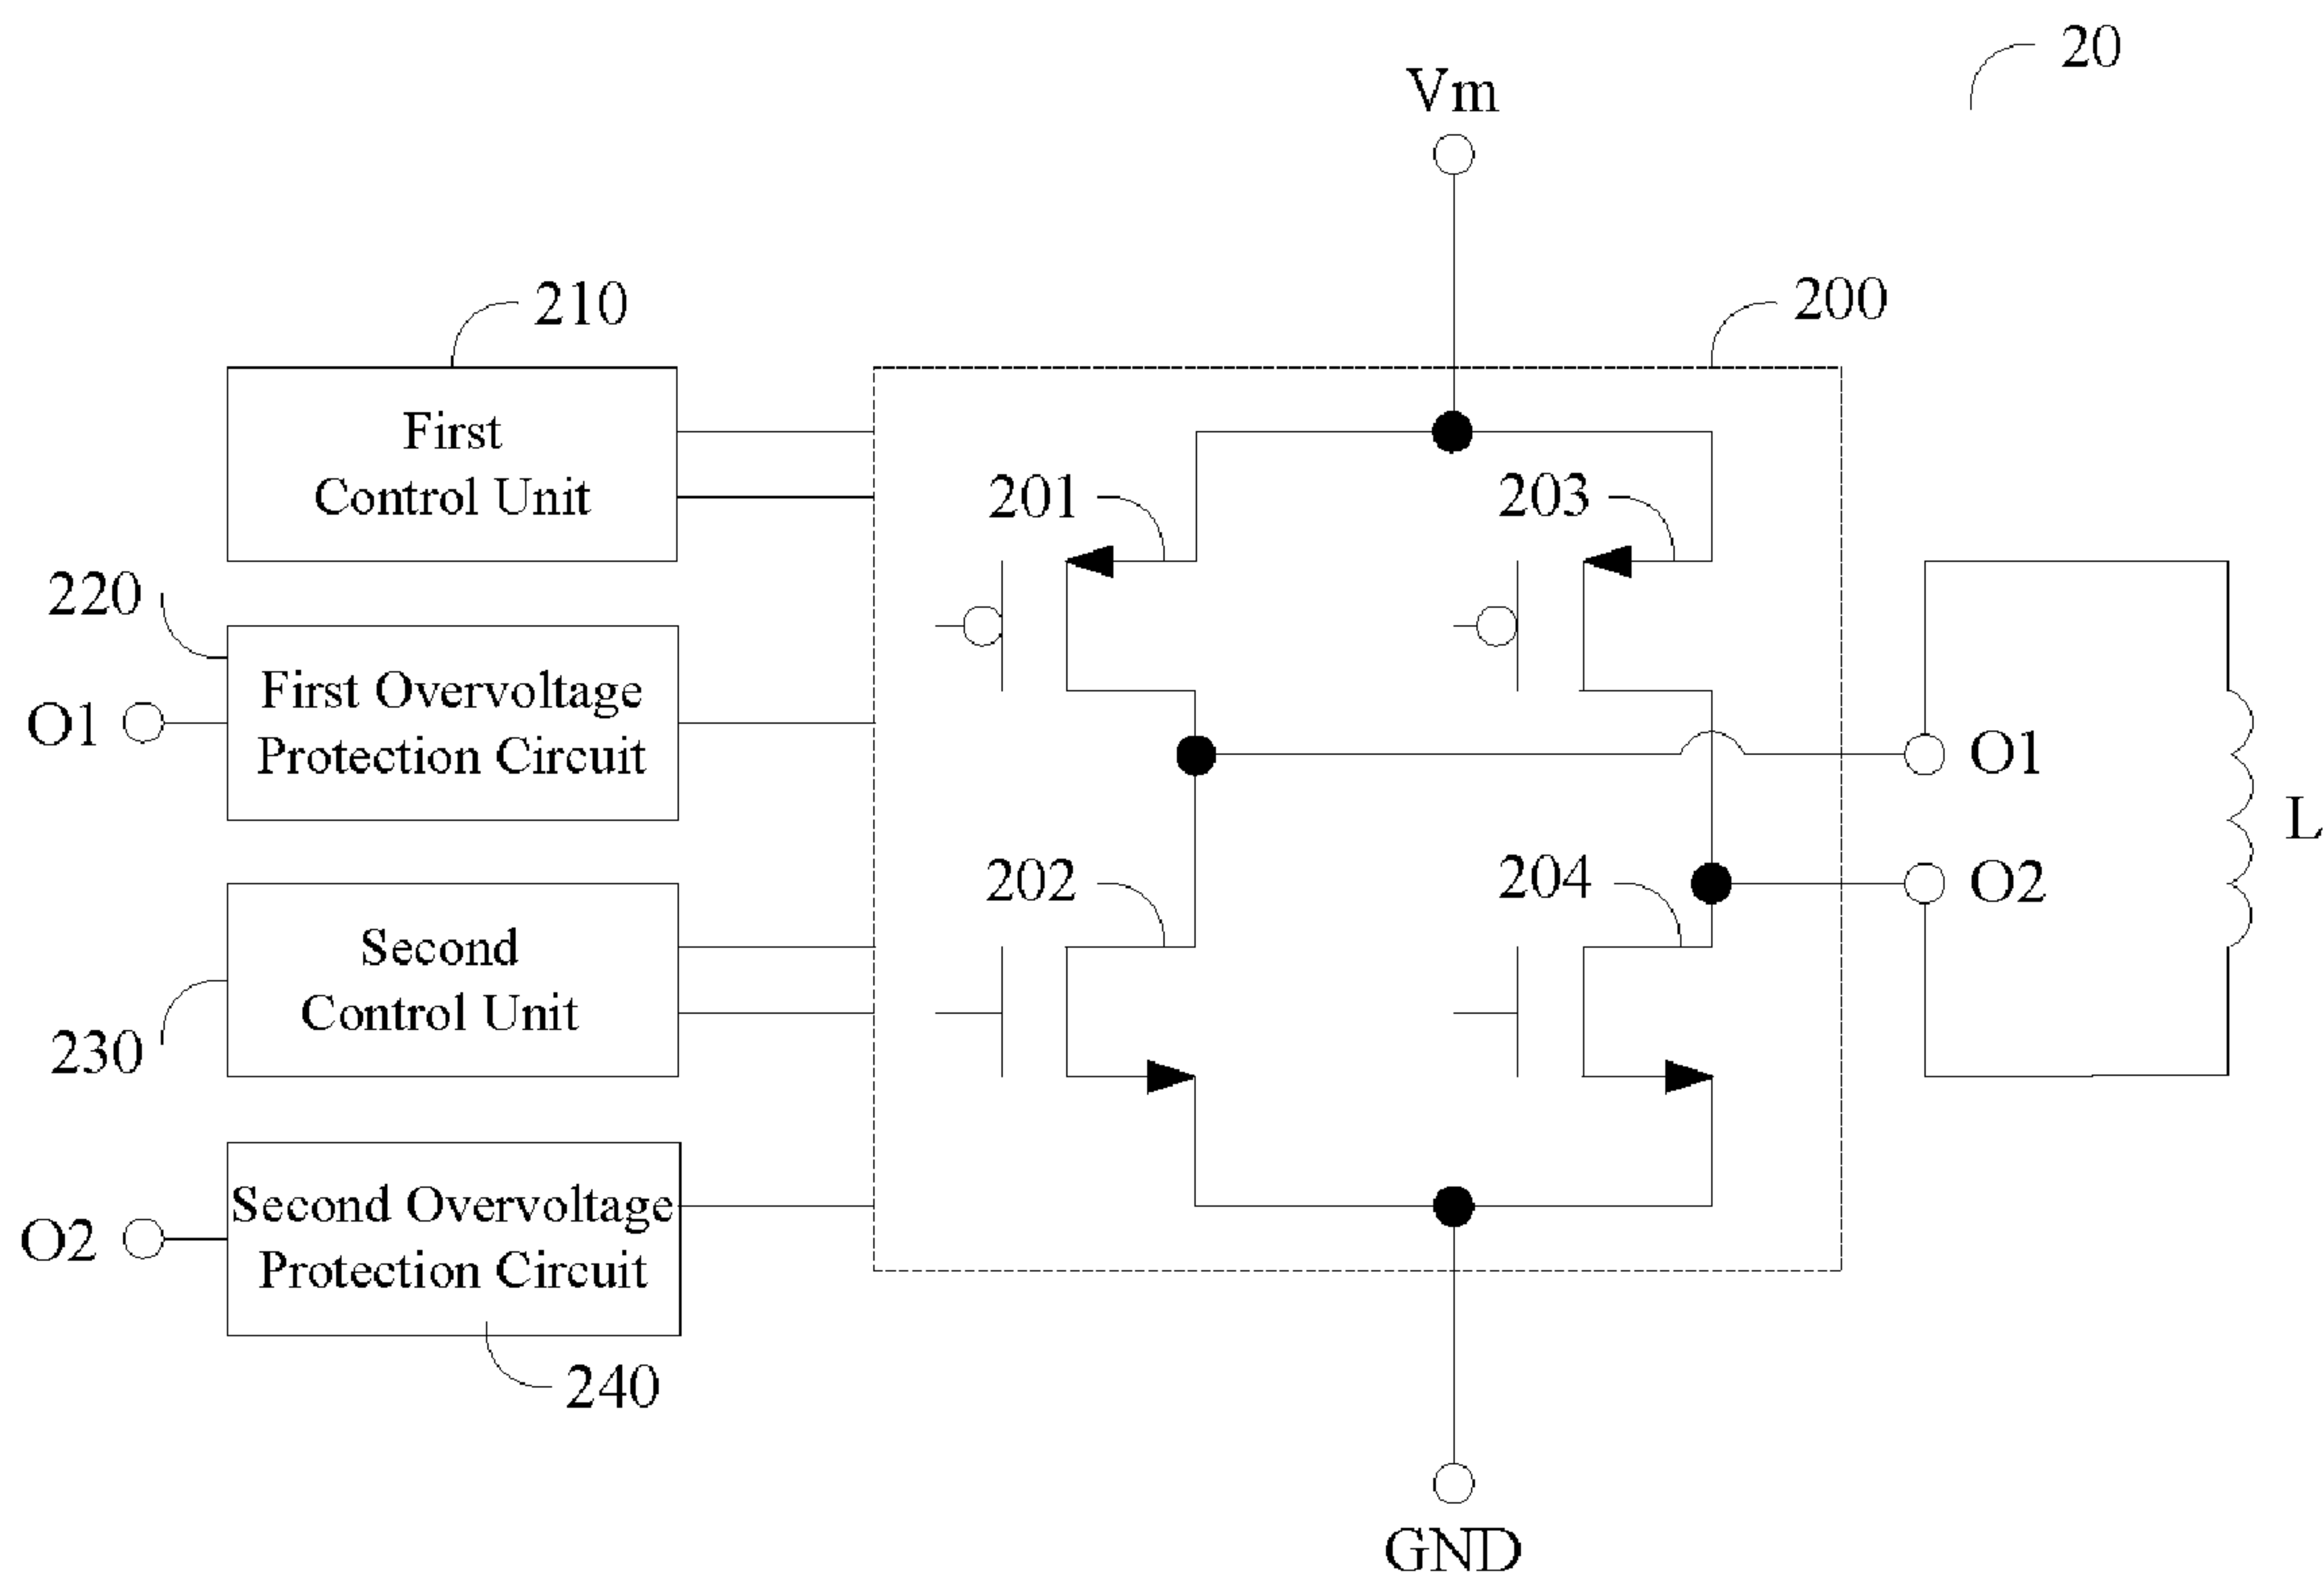 20
Vm
210
200
First
Control Unit
201
203
220
First Overvoltage
Protection Circuit
O1
O1
L
202
204
O2
Second
Control Unit
230
Second Overvoltage
Protection Circuit
O2
240
GND